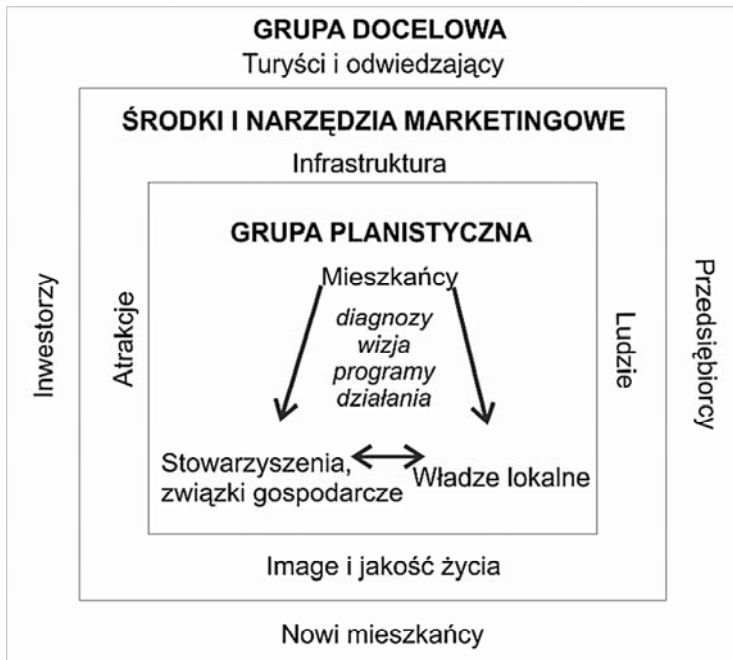 GRUPA DOCELOWA
Turyści i odwiedzający
ŚRODKI I NARZĘDZIA MARKETINGOWE
Infrastruktura
GRUPA PLANISTYCZNA
Mieszkańcy
diagnozy
wizja
programy
działania
Stowarzyszenia,
związki gospodarcze
Władze lokalne
Atrakcje
Ludzie
Image i jakość życia
Inwestorzy
Przedsiębiorcy
Nowi mieszkańcy